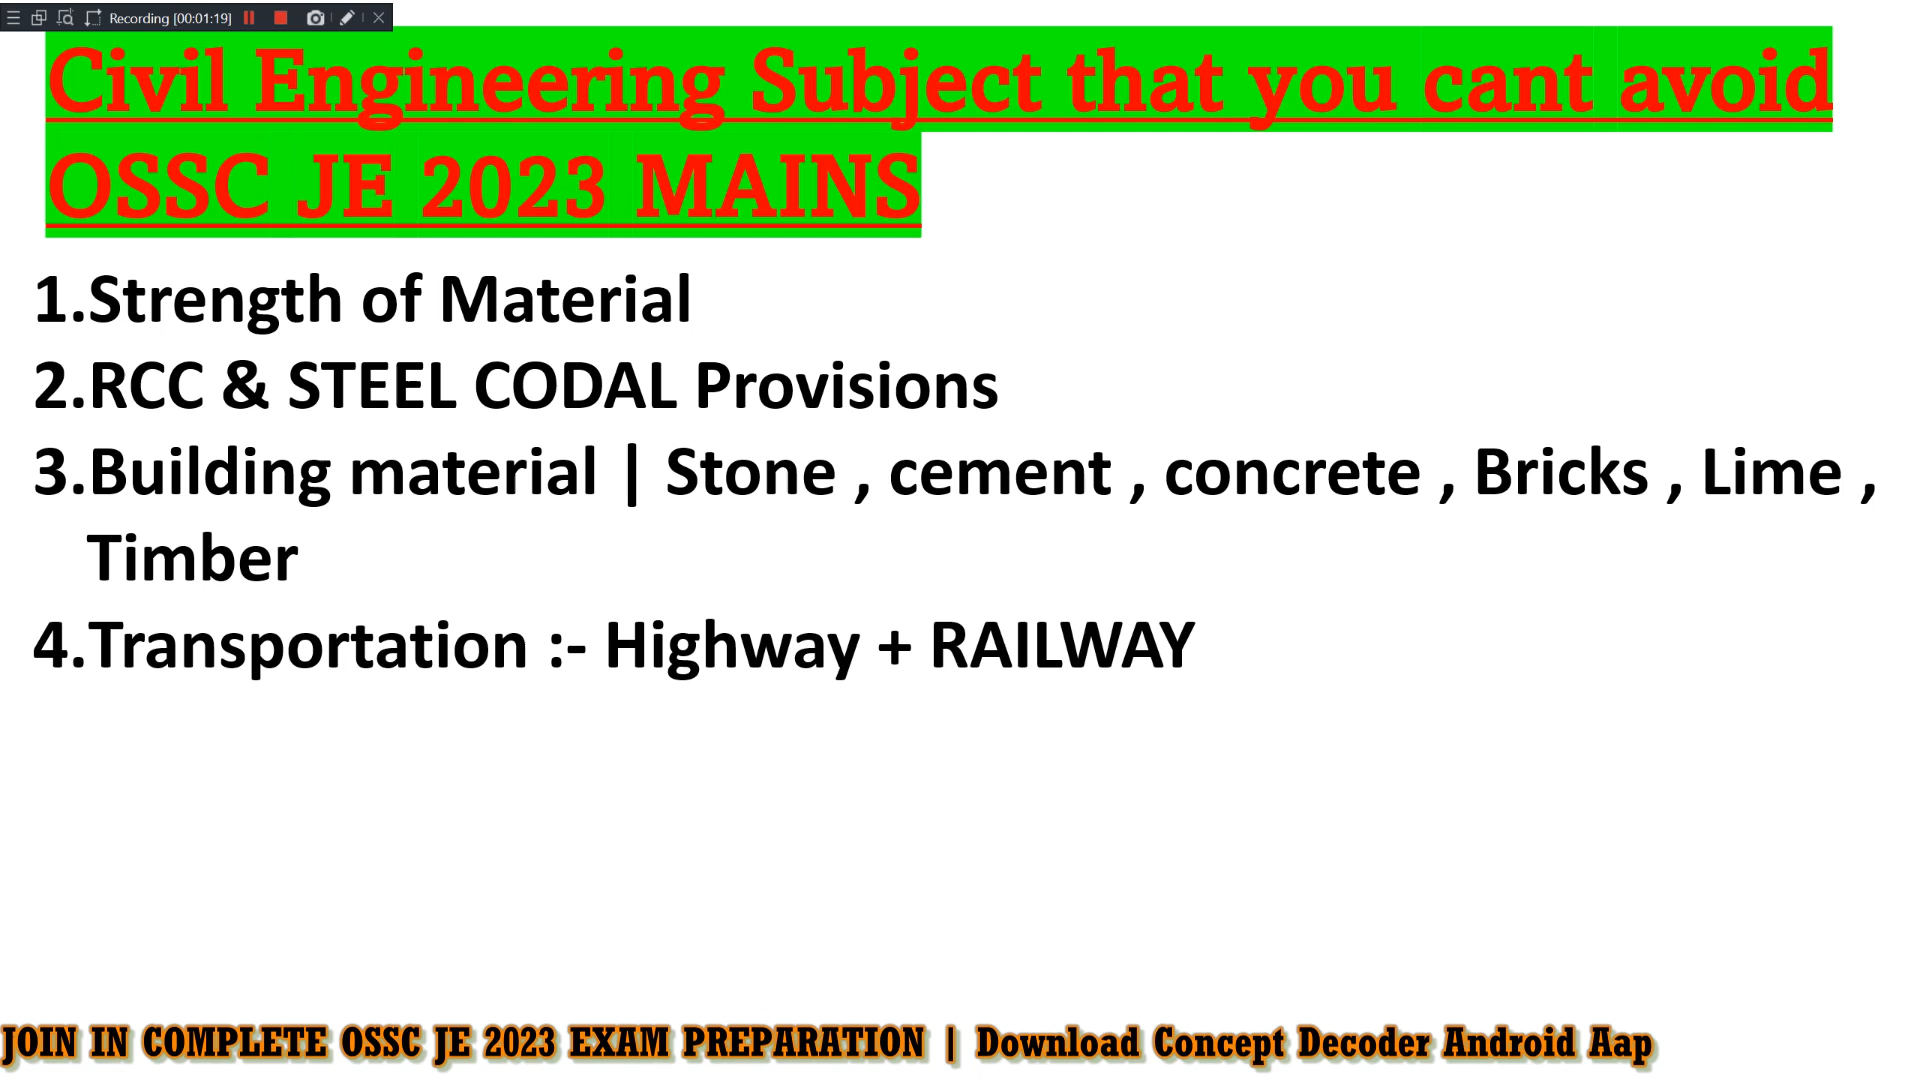 Recording [00:01:19]
Civil Engineering Subject that you cant avoid
OSSC JE 2023 MAINS
1.Strength of Material
2.RCC & STEEL CODAL Provisions
3.Building material | Stone , cement , concrete , Bricks , Lime ,
Timber
4.Transportation :- Highway + RAILWAY
JOIN IN COMPLETE OSSC JE 2023 EXAM PREPARATION | Download Concept Decoder Android Aap